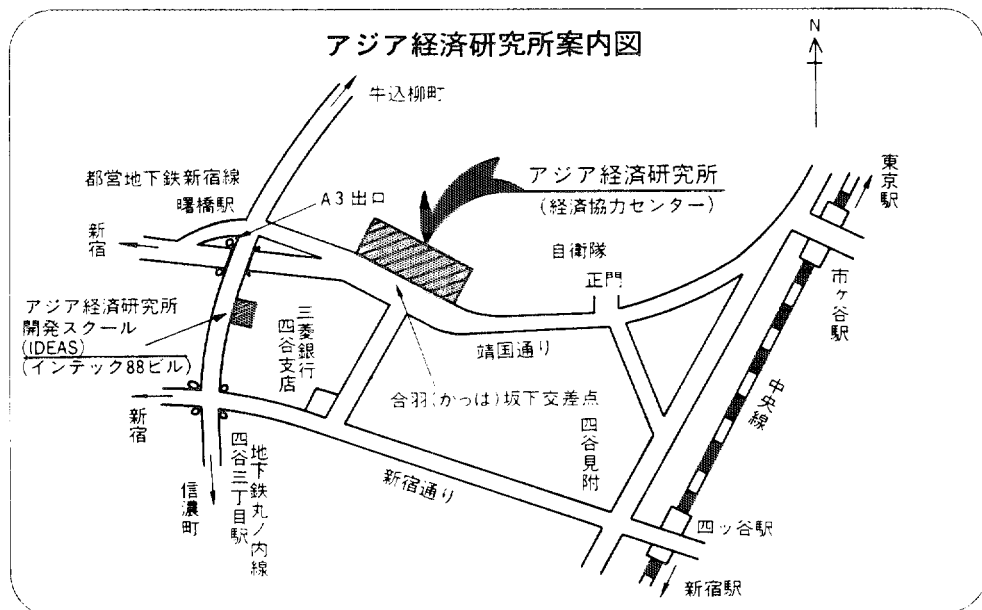 アジア経済研究所案内図
N
牛込柳町
都営地下鉄新宿線
曙橋駅
A3出口
アジア経済研究所
(経済協力センター)
東京駅
新宿
自衛隊
正門
市ヶ谷駅
アジア経済研究所
開発スクール
(IDEAS)
(インテック88ビル)
三菱銀行
四谷支店
靖国通り
中央線
合羽(かっは)坂下交差点
新宿
四谷見附
地下鉄丸ノ内線
四谷三丁目駅
新宿通り
信濃町
四ッ谷駅
新宿駅